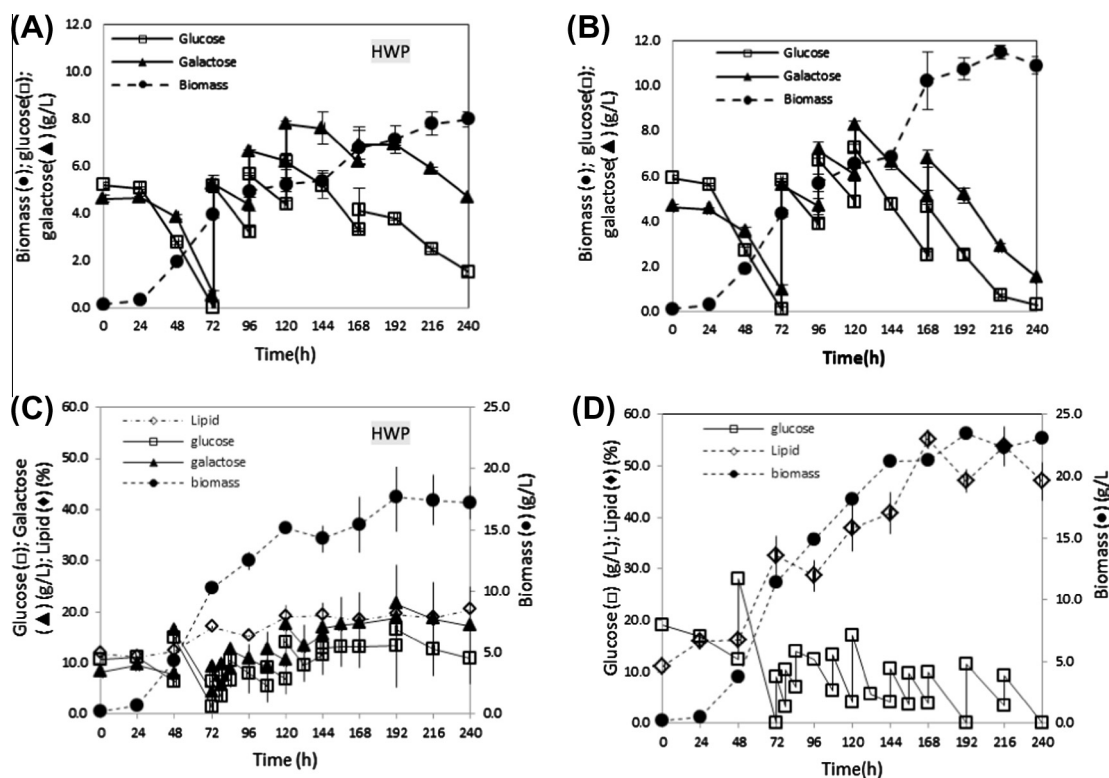 (A)
Biomass (●); glucose(□);
galactose(▲) (g/L)
12.0
10.0
8.0
6.0
4.0
2.0
0.0
Glucose
Galactose
Biomass
HWP
0 24 48 72 96 120 144 168 192 216 240
Time(h)
(B)
Biomass (●); glucose(□);
galactose(▲) (g/L)
12.0
10.0
8.0
6.0
4.0
2.0
0.0
Glucose
Galactose
Biomass
0 24 48 72 96 120 144 168 192 216 240
Time(h)
(C)
Glucose(□); Galactose
(▲) (g/L); Lipid(♦)(%)
60.0
50.0
40.0
30.0
20.0
10.0
0.0
Lipid
glucose
galactose
biomass
HWP
25.0
20.0
15.0
10.0
5.0
0.0
Biomass (●) (g/L)
0 24 48 72 96 120 144 168 192 216 240
Time (h)
(D)
Glucose(□) (g/L); Lipid(♦)(%)
60.0
50.0
40.0
30.0
20.0
10.0
0.0
glucose
Lipid
biomass
25.0
20.0
15.0
10.0
5.0
0.0
Biomass (●)(g/L)
0 24 48 72 96 120 144 168 192 216 240
Time (h)